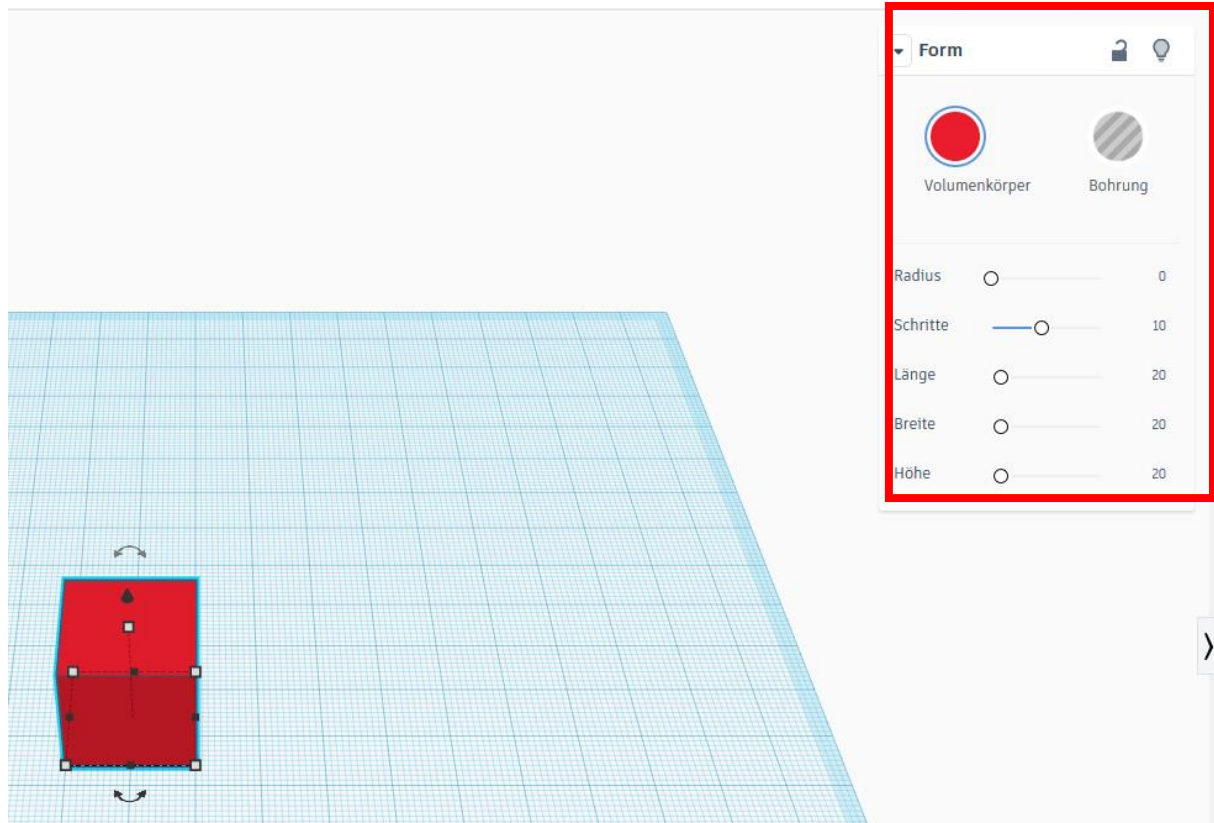 Form
Volumenkörper Bohrung
Radius 0
Schritte 10
Länge 20
Breite 20
Höhe 20